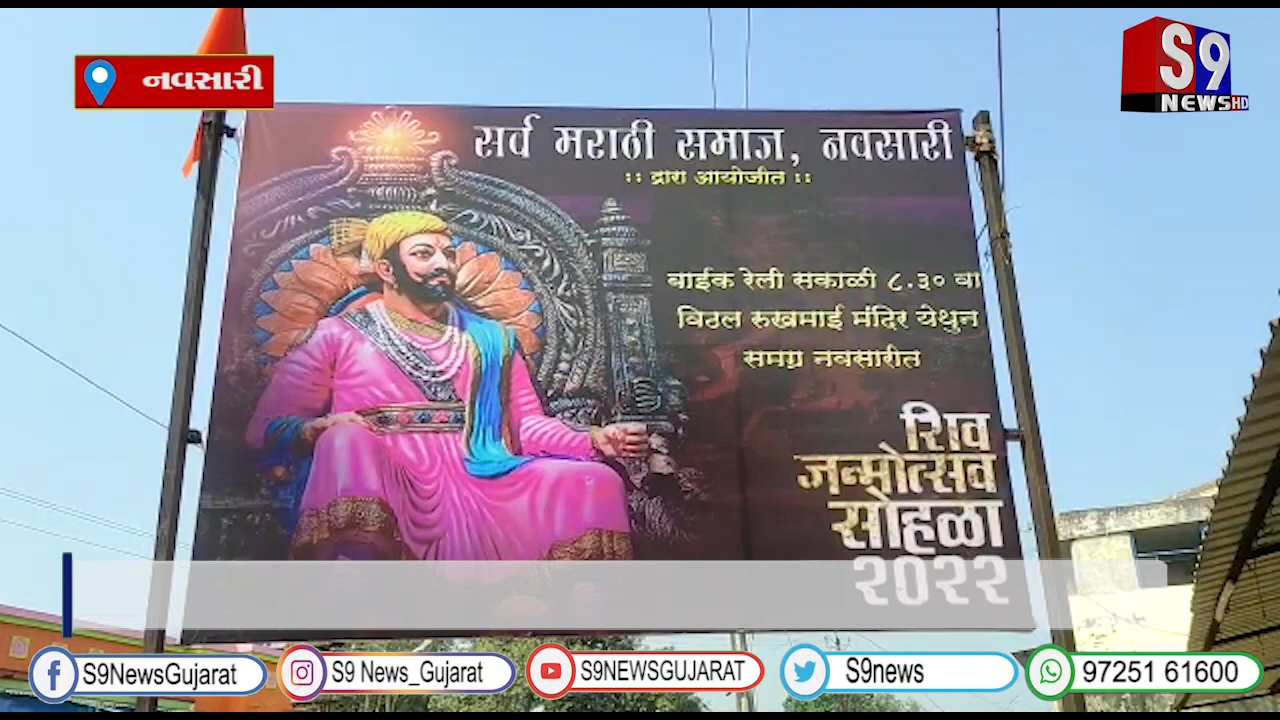 નવસારી
S9
NEWS HD
सर्व मराठी समाज, नवसारी
:: द्वारा आयोजीत ::
बाईक रेली सकाळी ८.३० वा
विठल रुखमाई मंदिर येथुन
समग्र नवसारीत
शिव
जन्मोत्सव
सोहळा
२०२२
S9NewsGujarat
S9 News_Gujarat
S9NEWSGUJARAT
S9news
97251 61600